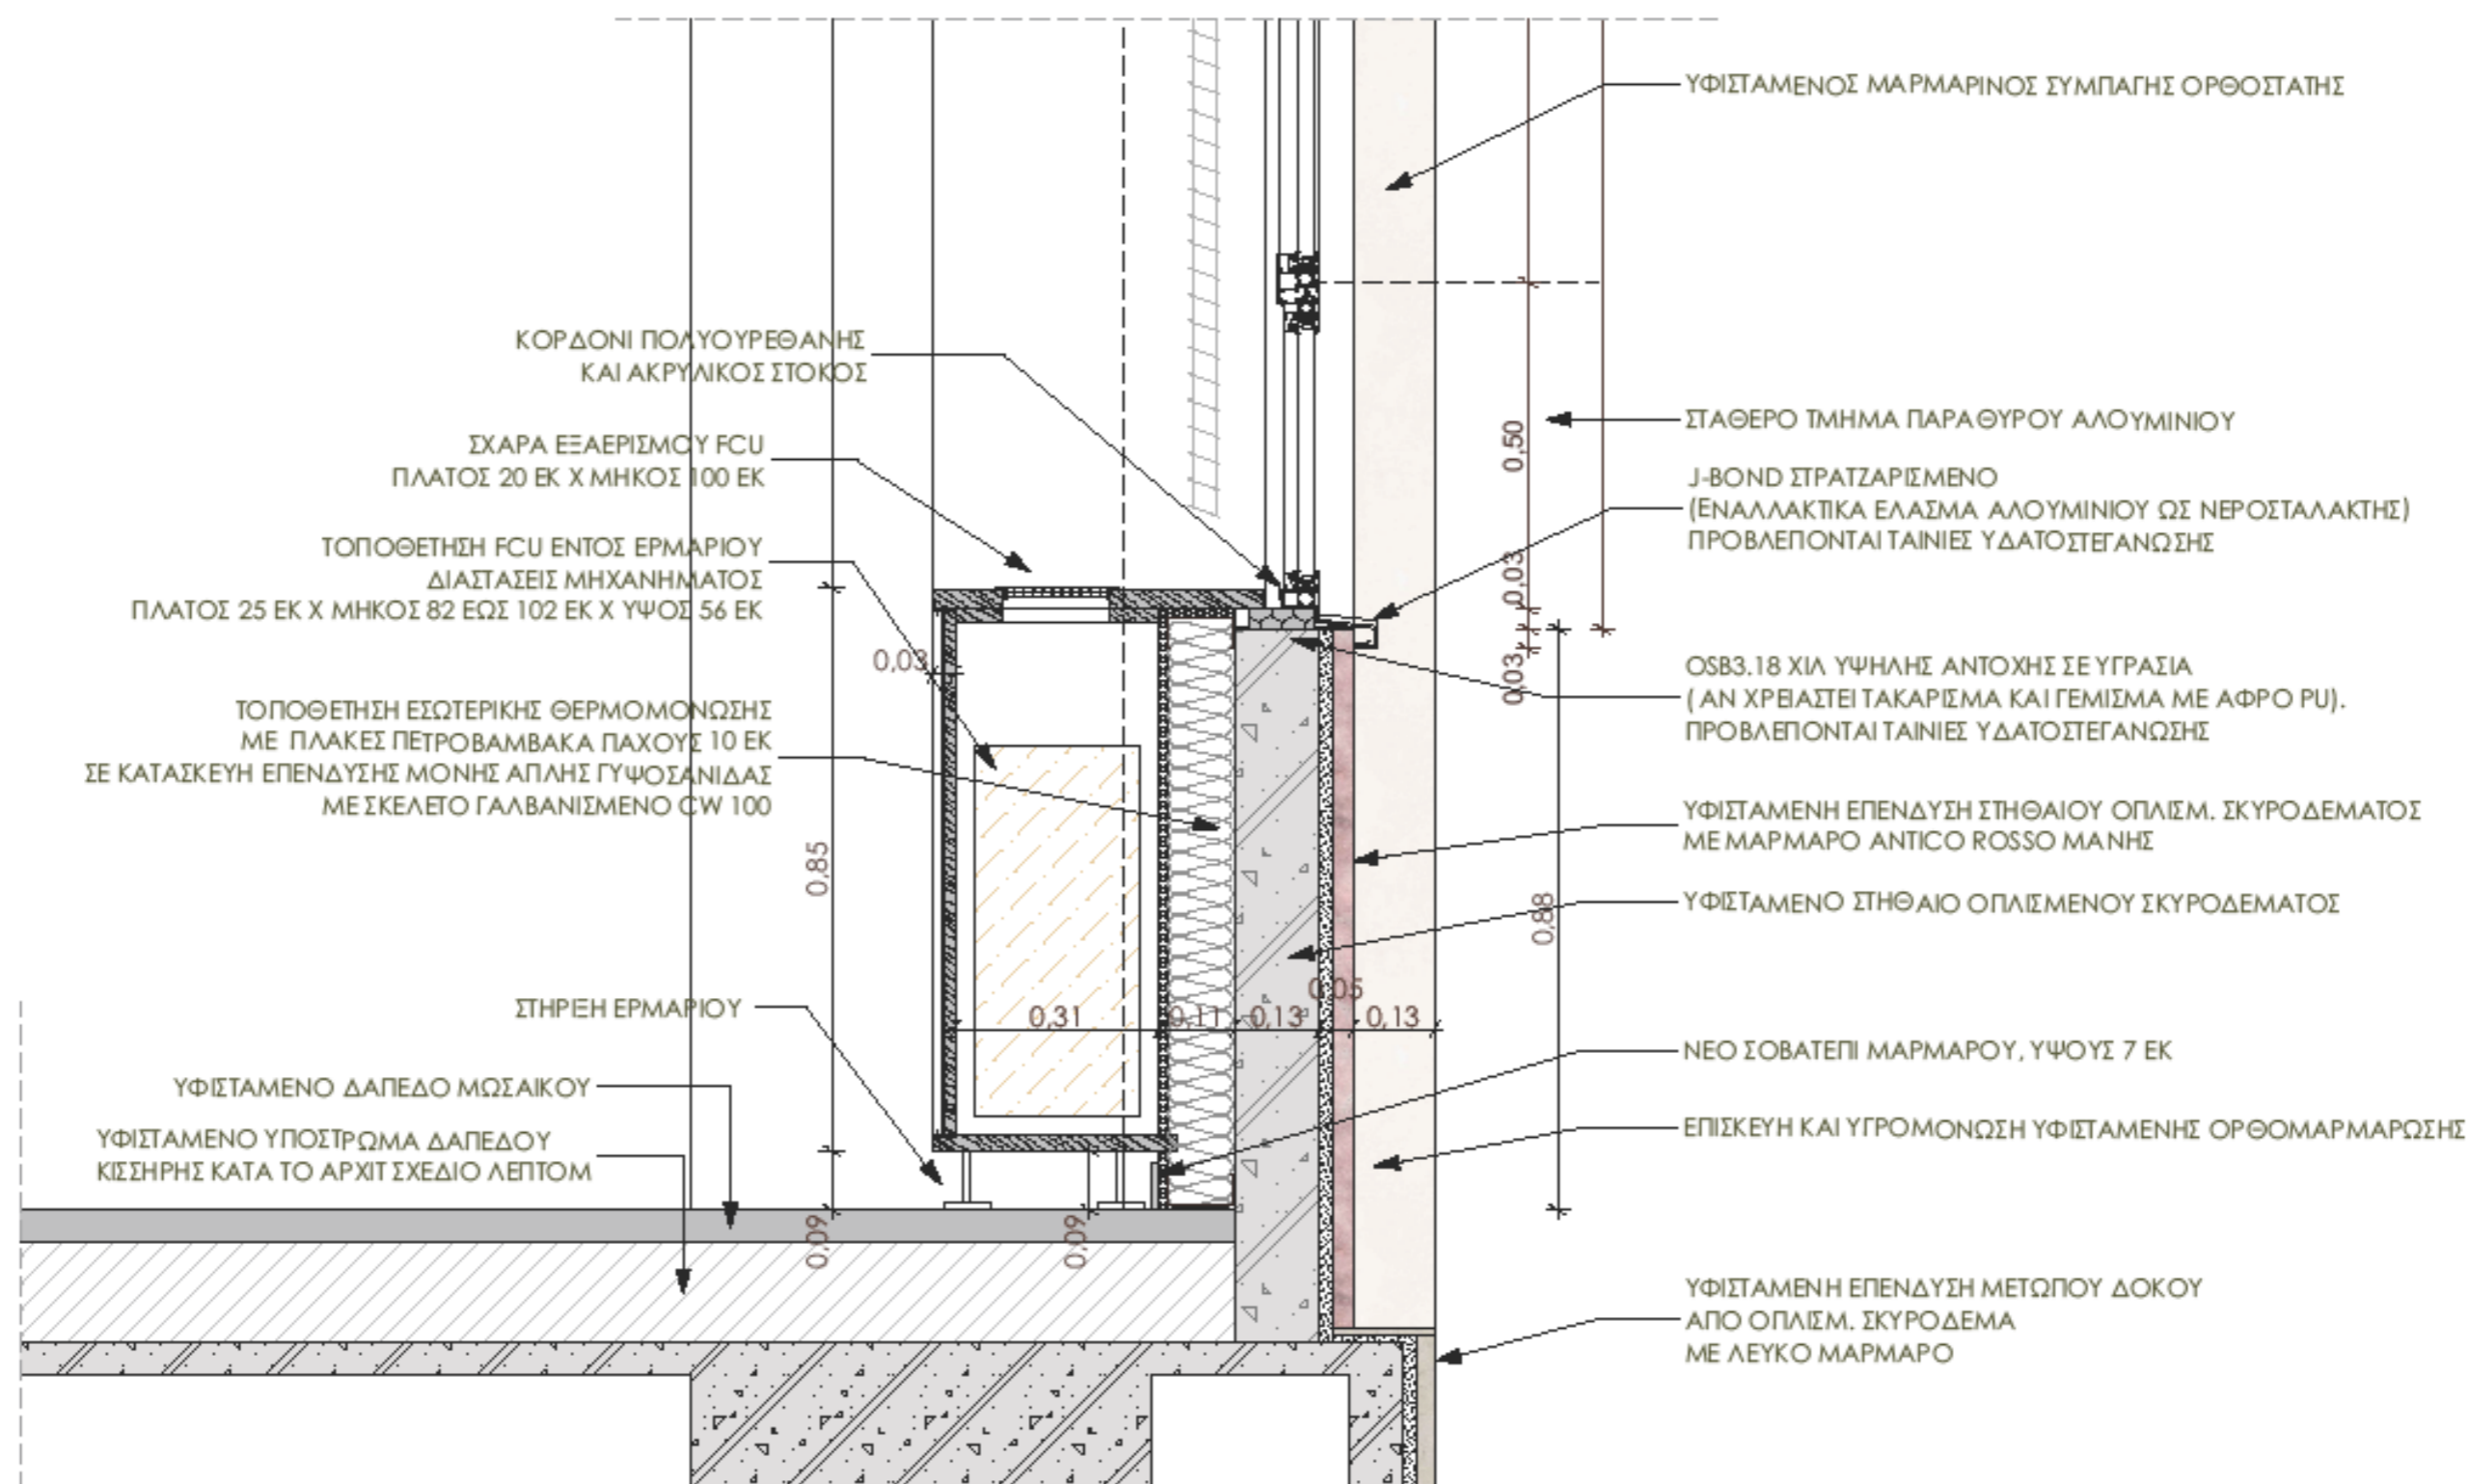 ΥΦΙΣΤΑΜΕΝΟΣ ΜΑΡΜΑΡΙΝΟΣ ΣΥΜΠΑΓΗΣ ΟΡΘΟΣΤΑΤΗΣ
ΚΟΡΔΟΝΙ ΠΟΛΥΟΥΡΕΘΑΝΗΣ
ΚΑΙ ΑΚΡΥΛΙΚΟΣ ΣΤΟΚΟΣ
ΣΧΑΡΑ ΕΞΑΕΡΙΣΜΟΥ FCU
ΠΛΑΤΟΣ 20 ΕΚ Χ ΜΗΚΟΣ 100 ΕΚ
ΤΟΠΟΘΕΤΗΣΗ FCU ΕΝΤΟΣ ΕΡΜΑΡΙΟΥ
ΔΙΑΣΤΑΣΕΙΣ ΜΗΧΑΝΗΜΑΤΟΣ
ΠΛΑΤΟΣ 25 ΕΚ Χ ΜΗΚΟΣ 82 ΕΩΣ 102 ΕΚ Χ ΥΨΟΣ 56 ΕΚ
ΤΟΠΟΘΕΤΗΣΗ ΕΣΩΤΕΡΙΚΗΣ ΘΕΡΜΟΜΟΝΩΣΗΣ
ΜΕ ΠΛΑΚΕΣ ΠΕΤΡΟΒΑΜΒΑΚΑ ΠΑΧΟΥΣ 10 ΕΚ
ΣΕ ΚΑΤΑΣΚΕΥΗ ΕΠΕΝΔΥΣΗΣ ΜΟΝΗΣ ΑΠΛΗΣ ΓΥΨΟΣΑΝΙΔΑΣ
ΜΕ ΣΚΕΛΕΤΟ ΓΑΛΒΑΝΙΣΜΕΝΟ CW 100
ΣΤΗΡΙΞΗ ΕΡΜΑΡΙΟΥ
ΥΦΙΣΤΑΜΕΝΟ ΔΑΠΕΔΟ ΜΩΣΑΙΚΟΥ
ΥΦΙΣΤΑΜΕΝΟ ΥΠΟΣΤΡΩΜΑ ΔΑΠΕΔΟΥ
ΚΙΣΣΗΡΗΣ ΚΑΤΑ ΤΟ ΑΡΧΙΤ ΣΧΕΔΙΟ ΛΕΠΤΟΜ
0,03
0,85
0,09
0,09
0,31
0,11
0,13
0,05
0,13
0,50
0,03
0,03
0,88
ΣΤΑΘΕΡΟ ΤΜΗΜΑ ΠΑΡΑΘΥΡΟΥ ΑΛΟΥΜΙΝΙΟΥ
J-BOND ΣΤΡΑΤΖΑΡΙΣΜΕΝΟ
(ΕΝΑΛΛΑΚΤΙΚΑ ΕΛΑΣΜΑ ΑΛΟΥΜΙΝΙΟΥ ΩΣ ΝΕΡΟΣΤΑΛΑΚΤΗΣ)
ΠΡΟΒΛΕΠΟΝΤΑΙ ΤΑΙΝΙΕΣ ΥΔΑΤΟΣΤΕΓΑΝΩΣΗΣ
OSB3.18 ΧΙΛ ΥΨΗΛΗΣ ΑΝΤΟΧΗΣ ΣΕ ΥΓΡΑΣΙΑ
( ΑΝ ΧΡΕΙΑΣΤΕΙ ΤΑΚΑΡΙΣΜΑ ΚΑΙ ΓΕΜΙΣΜΑ ΜΕ ΑΦΡΟ PU).
ΠΡΟΒΛΕΠΟΝΤΑΙ ΤΑΙΝΙΕΣ ΥΔΑΤΟΣΤΕΓΑΝΩΣΗΣ
ΥΦΙΣΤΑΜΕΝΗ ΕΠΕΝΔΥΣΗ ΣΤΗΘΑΙΟΥ ΟΠΛΙΣΜ. ΣΚΥΡΟΔΕΜΑΤΟΣ
ΜΕ ΜΑΡΜΑΡΟ ANTICO ROSSO ΜΑΝΗΣ
ΥΦΙΣΤΑΜΕΝΟ ΣΤΗΘΑΙΟ ΟΠΛΙΣΜΕΝΟΥ ΣΚΥΡΟΔΕΜΑΤΟΣ
ΝΕΟ ΣΟΒΑΤΕΠΙ ΜΑΡΜΑΡΟΥ, ΥΨΟΥΣ 7 ΕΚ
ΕΠΙΣΚΕΥΗ ΚΑΙ ΥΓΡΟΜΟΝΩΣΗ ΥΦΙΣΤΑΜΕΝΗΣ ΟΡΘΟΜΑΡΜΑΡΩΣΗΣ
ΥΦΙΣΤΑΜΕΝΗ ΕΠΕΝΔΥΣΗ ΜΕΤΩΠΟΥ ΔΟΚΟΥ
ΑΠΟ ΟΠΛΙΣΜ. ΣΚΥΡΟΔΕΜΑ
ΜΕ ΛΕΥΚΟ ΜΑΡΜΑΡΟ